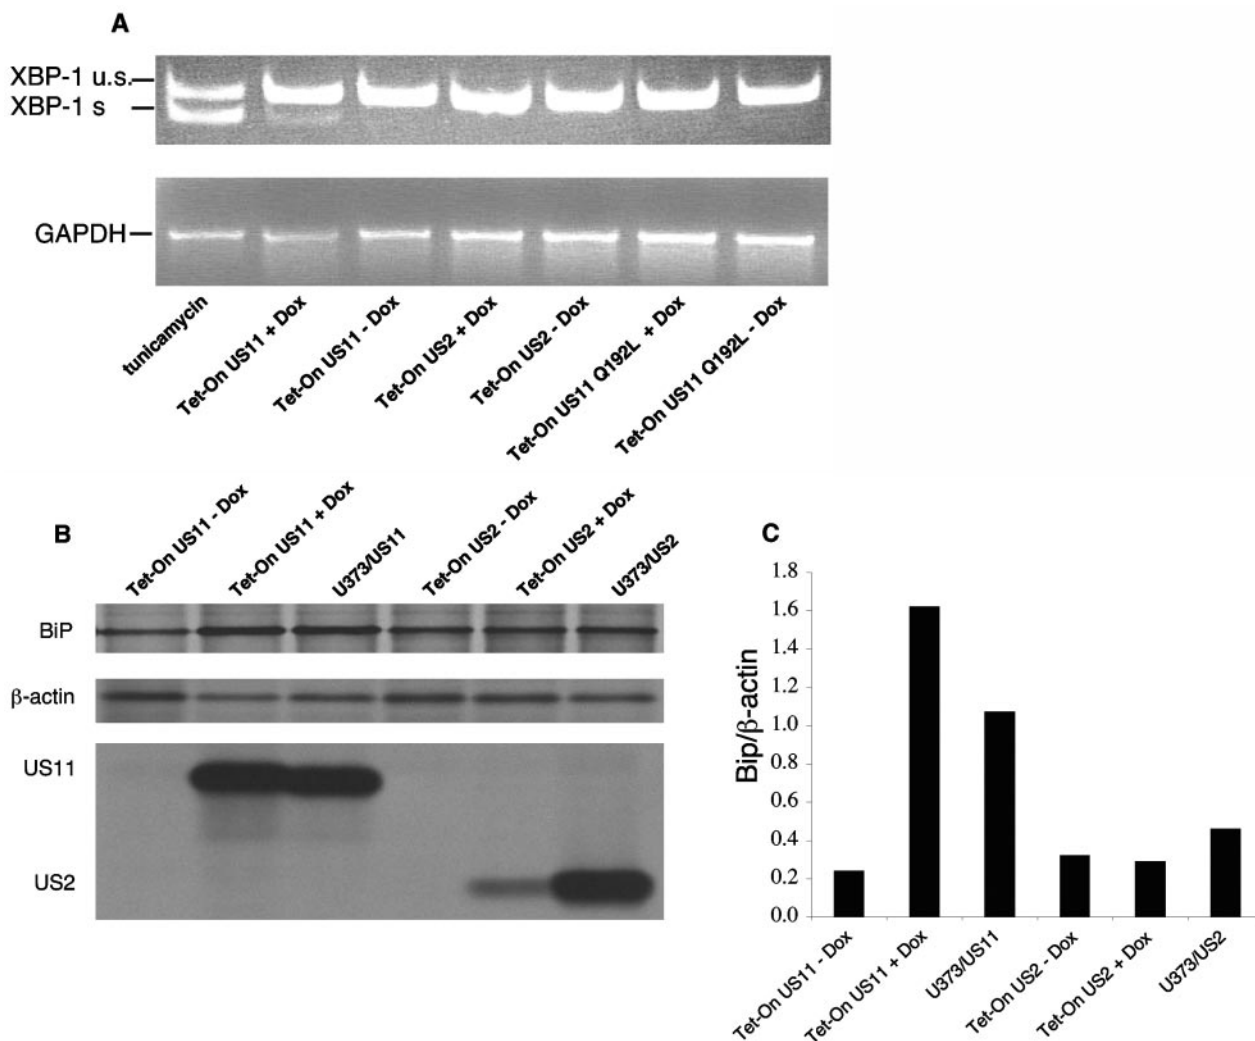 A
XBP-1 u.s.
XBP-1 s
GAPDH
tunicamycin
Tet-On US11 + Dox
Tet-On US11 - Dox
Tet-On US2 + Dox
Tet-On US2 - Dox
Tet-On US11 Q192L + Dox
Tet-On US11 Q192L - Dox
B
Tet-On US11 - Dox
Tet-On US11 + Dox
U373/US11
Tet-On US2 - Dox
Tet-On US2 + Dox
U373/US2
BiP
β-actin
US11
US2
C
Bip/β-actin
1.8
1.6
1.4
1.2
1.0
0.8
0.6
0.4
0.2
0.0
Tet-On US11 - Dox
Tet-On US11 + Dox
U373/US11
Tet-On US2 - Dox
Tet-On US2 + Dox
U373/US2